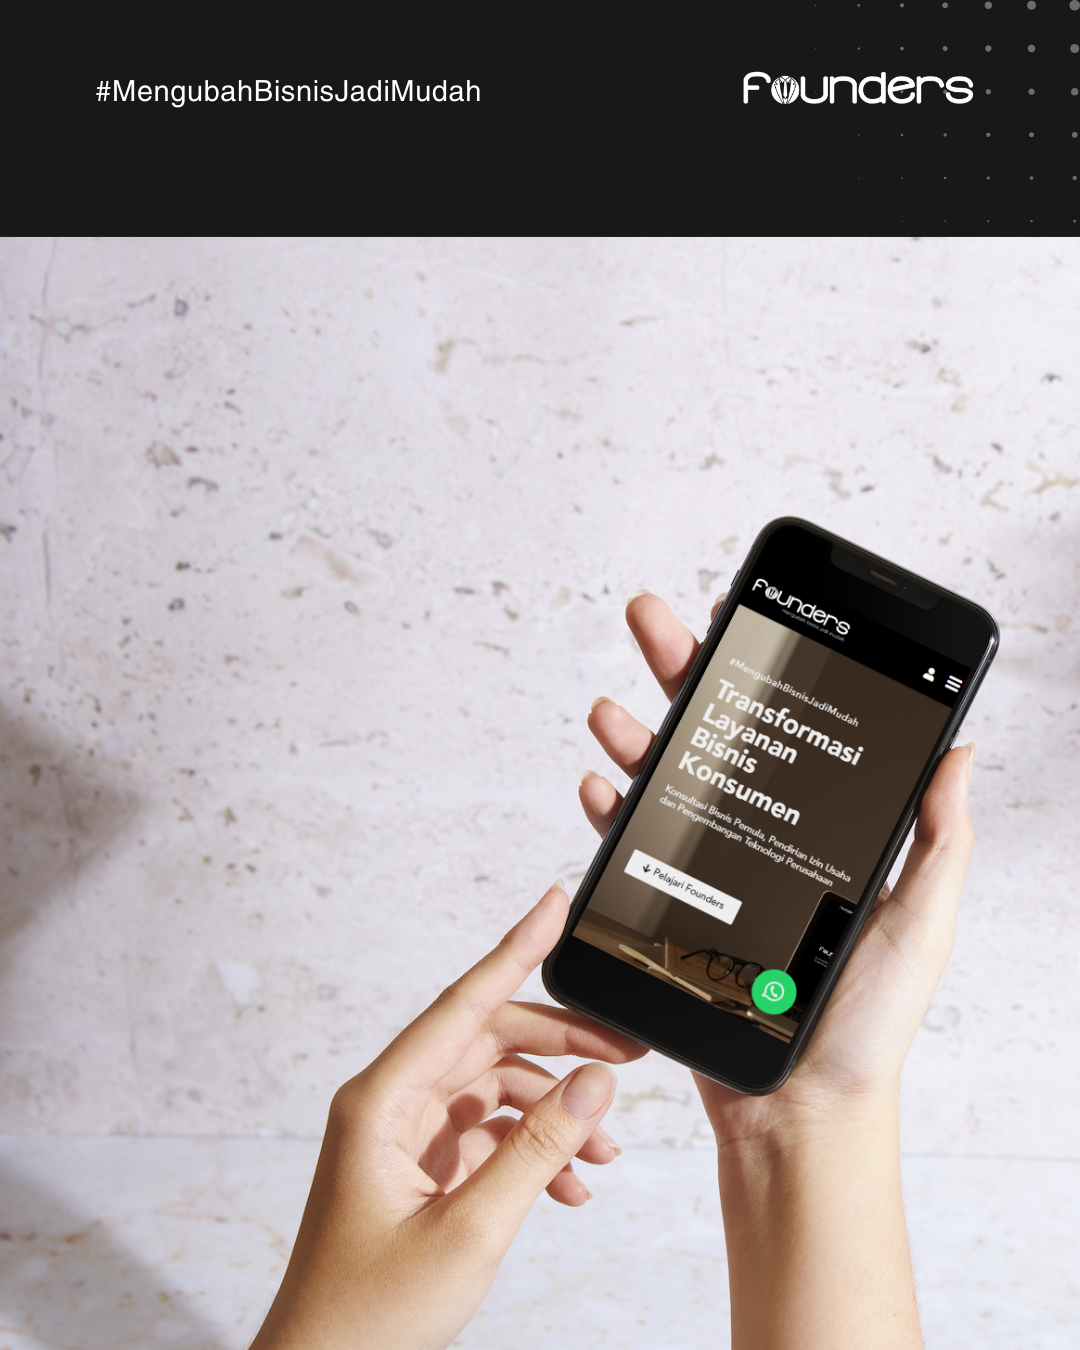 #MengubahBisnisJadiMudah
Founders
Founders
mengubah bisnis jadi mudah
#MengubahBisnisJadiMudah
Transformasi
Layanan
Bisnis
Konsumen
Konsultasi Bisnis Pemula, Pendirian Izin Usaha
dan Pengembangan Teknologi Perusahaan
Pelajari Founders